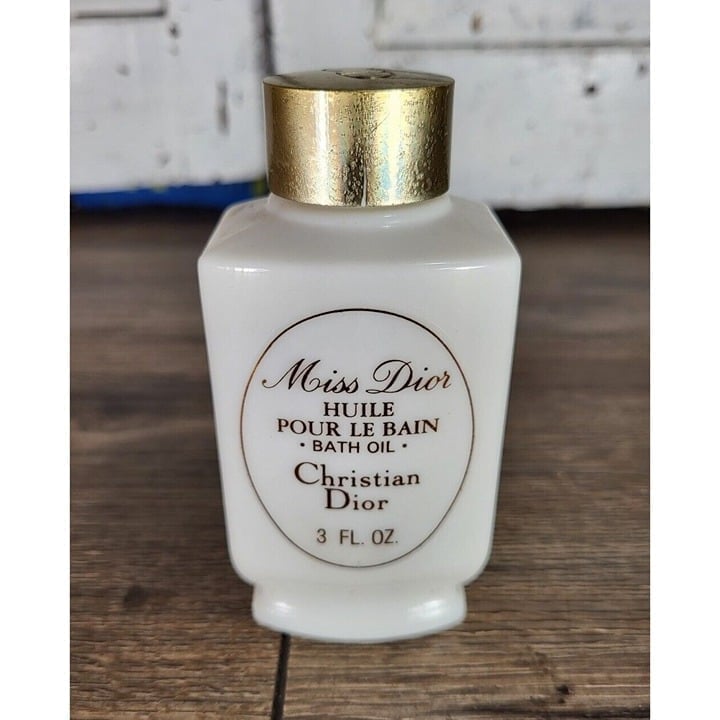 Miss Dior
HUILE
POUR LE BAIN
• BATH OIL •
Christian
Dior
3 FL. OZ.